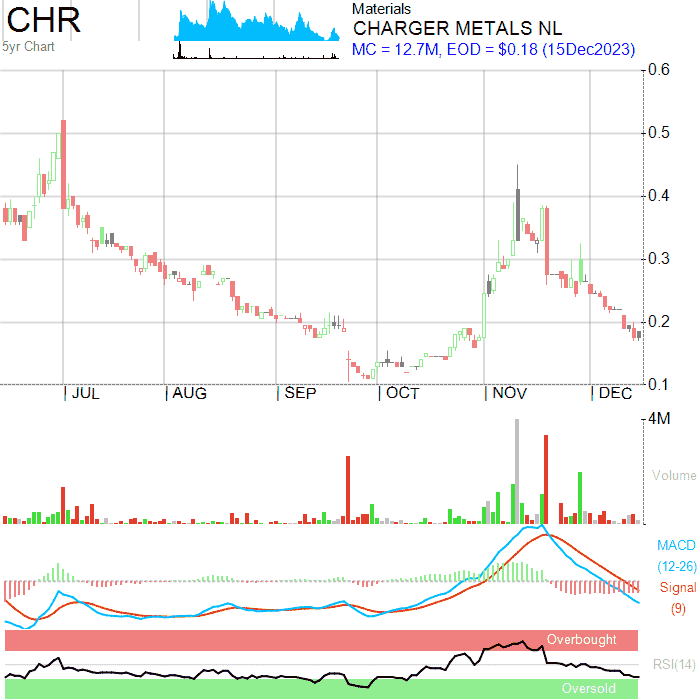 CHR
5yr Chart
Materials
CHARGER METALS NL
MC = 12.7M, EOD = $0.18 (15Dec2023)
0.6
0.5
0.4
0.3
0.2
0.1
JUL AUG SEP OCT NOV DEC
4M
Volume
MACD
(12-26)
Signal
(9)
Overbought
RSI(14)
Oversold